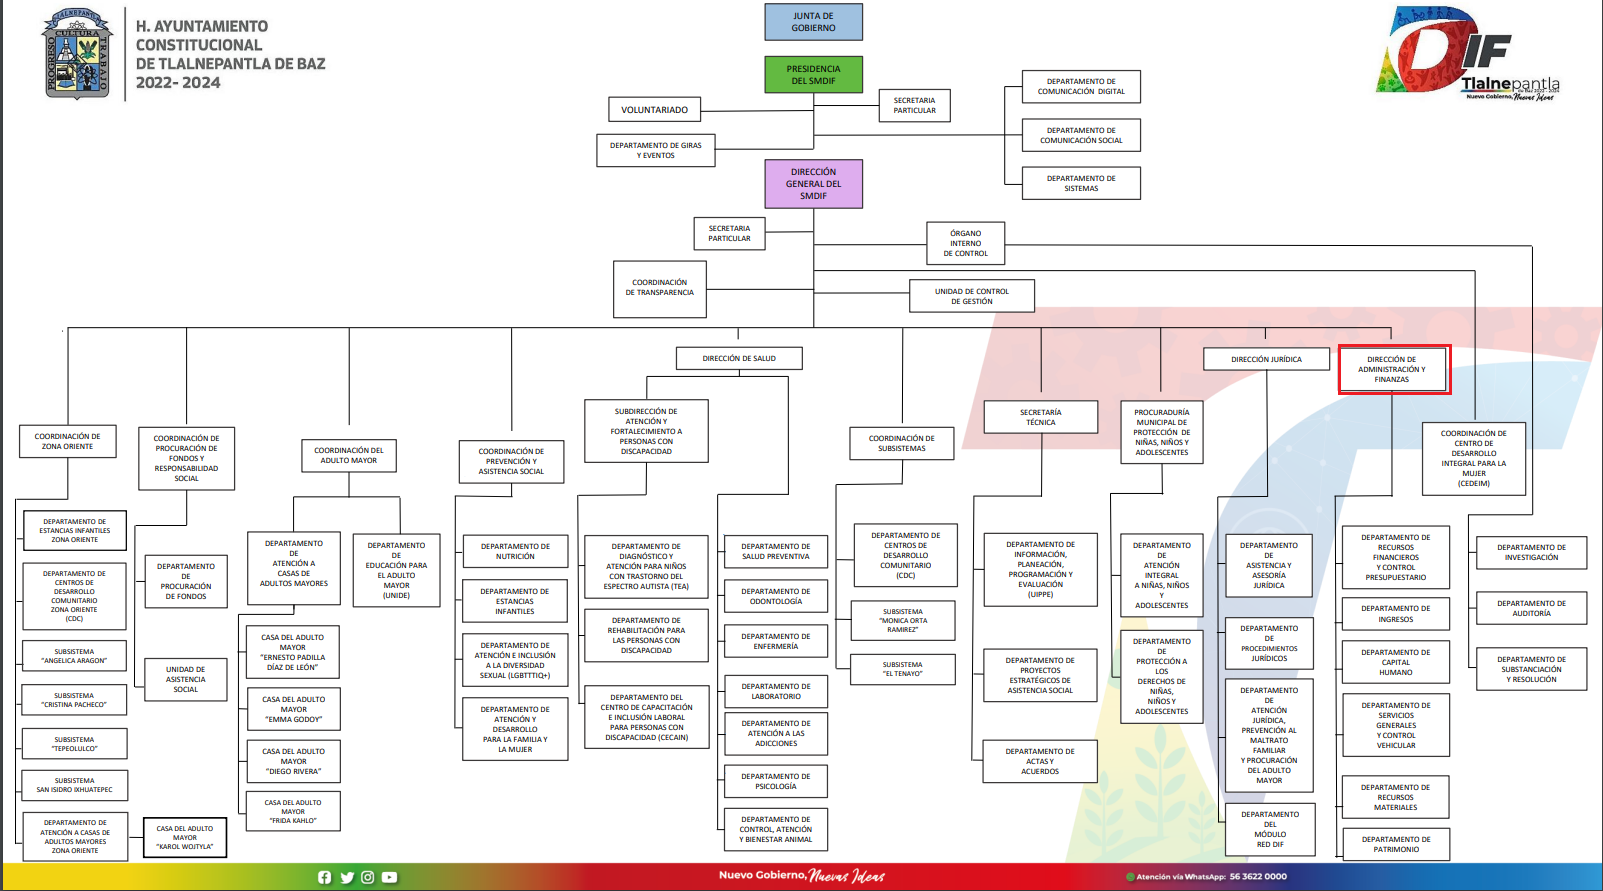 TLALNEPANTLA
CULTURA
PROGRESO
TRABAJO
H. AYUNTAMIENTO
CONSTITUCIONAL
DE TLALNEPANTLA DE BAZ
2022- 2024
JUNTA DE
GOBIERNO
PRESIDENCIA
DEL SMDIF
DIF
Tlalnepantla
de Baz 2022 - 2024
Nuevo Gobierno, Nuevas Ideas
VOLUNTARIADO
SECRETARIA
PARTICULAR
DEPARTAMENTO DE GIRAS
Y EVENTOS
DEPARTAMENTO DE
COMUNICACIÓN DIGITAL
DEPARTAMENTO DE
COMUNICACIÓN SOCIAL
DEPARTAMENTO DE
SISTEMAS
DIRECCIÓN
GENERAL DEL
SMDIF
SECRETARIA
PARTICULAR
ÓRGANO
INTERNO
DE CONTROL
COORDINACIÓN
DE TRANSPARENCIA
UNIDAD DE CONTROL
DE GESTIÓN
DIRECCIÓN DE SALUD
DIRECCIÓN JURÍDICA
DIRECCIÓN DE
ADMINISTRACIÓN Y
FINANZAS
COORDINACIÓN DE
ZONA ORIENTE
COORDINACIÓN DE
PROCURACIÓN DE
FONDOS Y
RESPONSABILIDAD
SOCIAL
COORDINACIÓN DEL
ADULTO MAYOR
COORDINACIÓN DE
PREVENCIÓN Y
ASISTENCIA SOCIAL
SUBDIRECCIÓN DE
ATENCIÓN Y
FORTALECIMIENTO A
PERSONAS CON
DISCAPACIDAD
COORDINACIÓN DE
SUBSISTEMAS
SECRETARÍA
TÉCNICA
PROCURADURÍA
MUNICIPAL DE
PROTECCIÓN DE
NIÑAS, NIÑOS Y
ADOLESCENTES
COORDINACIÓN DE
CENTRO DE
DESARROLLO
INTEGRAL PARA LA
MUJER
(CEDEIM)
DEPARTAMENTO DE
ESTANCIAS INFANTILES
ZONA ORIENTE
DEPARTAMENTO DE
CENTROS DE
DESARROLLO
COMUNITARIO
ZONA ORIENTE
(CDC)
SUBSISTEMA
"ANGELICA ARAGON"
SUBSISTEMA
"CRISTINA PACHECO"
SUBSISTEMA
"TEPEOLULCO"
SUBSISTEMA
SAN ISIDRO IXHUATEPEC
DEPARTAMENTO DE
ATENCIÓN A CASAS DE
ADULTOS MAYORES
ZONA ORIENTE
CASA DEL ADULTO
MAYOR
"KAROL WOJTYLA"
DEPARTAMENTO
DE
PROCURACIÓN
DE FONDOS
UNIDAD DE
ASISTENCIA
SOCIAL
DEPARTAMENTO
DE
ATENCIÓN A
CASAS DE
ADULTOS MAYORES
DEPARTAMENTO
DE
EDUCACIÓN PARA
EL ADULTO
MAYOR
(UNIDE)
CASA DEL ADULTO
MAYOR
"ERNESTO PADILLA
DÍAZ DE LEÓN"
CASA DEL ADULTO
MAYOR
"EMMA GODOY"
CASA DEL ADULTO
MAYOR
"DIEGO RIVERA"
CASA DEL ADULTO
MAYOR
"FRIDA KAHLO"
DEPARTAMENTO DE
NUTRICIÓN
DEPARTAMENTO DE
ESTANCIAS
INFANTILES
DEPARTAMENTO DE
ATENCIÓN E INCLUSIÓN
A LA DIVERSIDAD
SEXUAL (LGBTTTIQ+)
DEPARTAMENTO DE
ATENCIÓN Y
DESARROLLO
PARA LA FAMILIA Y
LA MUJER
DEPARTAMENTO DE
DIAGNÓSTICO Y
ATENCIÓN PARA NIÑOS
CON TRASTORNO DEL
ESPECTRO AUTISTA (TEA)
DEPARTAMENTO DE
REHABILITACIÓN PARA
LAS PERSONAS CON
DISCAPACIDAD
DEPARTAMENTO DEL
CENTRO DE CAPACITACIÓN
E INCLUSIÓN LABORAL
PARA PERSONAS CON
DISCAPACIDAD (CECAIN)
DEPARTAMENTO DE
SALUD PREVENTIVA
DEPARTAMENTO DE
ODONTOLOGÍA
DEPARTAMENTO DE
ENFERMERÍA
DEPARTAMENTO DE
LABORATORIO
DEPARTAMENTO DE
ATENCIÓN A LAS
ADICCIONES
DEPARTAMENTO DE
PSICOLOGÍA
DEPARTAMENTO DE
CONTROL, ATENCIÓN
Y BIENESTAR ANIMAL
DEPARTAMENTO DE
CENTROS DE
DESARROLLO
COMUNITARIO
(CDC)
SUBSISTEMA
"MONICA ORTA
RAMIREZ"
SUBSISTEMA
"EL TENAYO"
DEPARTAMENTO DE
INFORMACIÓN,
PLANEACIÓN,
PROGRAMACIÓN Y
EVALUACIÓN
(UIPPE)
DEPARTAMENTO DE
PROYECTOS
ESTRATÉGICOS DE
ASISTENCIA SOCIAL
DEPARTAMENTO DE
ACTAS Y
ACUERDOS
DEPARTAMENTO
DE
ATENCIÓN
INTEGRAL
A NIÑAS, NIÑOS
Y
ADOLESCENTES
DEPARTAMENTO
DE
PROTECCIÓN A
LOS
DERECHOS DE
NIÑAS,
NIÑOS Y
ADOLESCENTES
DEPARTAMENTO
DE
ASISTENCIA Y
ASESORÍA
JURÍDICA
DEPARTAMENTO
DE
PROCEDIMIENTOS
JURÍDICOS
DEPARTAMENTO
DE
ATENCIÓN
JURÍDICA,
PREVENCIÓN AL
MALTRATO
FAMILIAR
Y PROCURACIÓN
DEL ADULTO
MAYOR
DEPARTAMENTO
DEL
MÓDULO
RED DIF
DEPARTAMENTO DE
RECURSOS
FINANCIEROS
Y CONTROL
PRESUPUESTARIO
DEPARTAMENTO DE
INGRESOS
DEPARTAMENTO DE
CAPITAL
HUMANO
DEPARTAMENTO DE
SERVICIOS
GENERALES
Y CONTROL
VEHICULAR
DEPARTAMENTO DE
RECURSOS
MATERIALES
DEPARTAMENTO DE
PATRIMONIO
DEPARTAMENTO DE
INVESTIGACIÓN
DEPARTAMENTO DE
AUDITORÍA
DEPARTAMENTO DE
SUBSTANCIACIÓN
Y RESOLUCIÓN
Nuevo Gobierno, Nuevas Ideas
Atención vía WhatsApp: 56 3622 0000